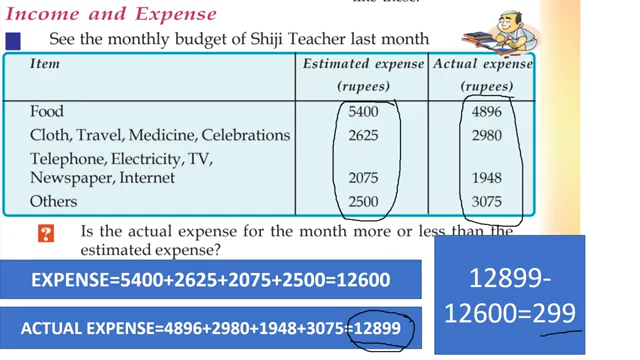 like these.
Income and Expense
See the monthly budget of Shiji Teacher last month
Item Estimated expense Actual expense
(rupees) (rupees)
Food 5400 4896
Cloth, Travel, Medicine, Celebrations 2625 2980
Telephone, Electricity, TV,
Newspaper, Internet 2075 1948
Others 2500 3075
? Is the actual expense for the month more or less than the
estimated expense?
EXPENSE=5400+2625+2075+2500=12600
ACTUAL EXPENSE=4896+2980+1948+3075=12899
12899-
12600=299